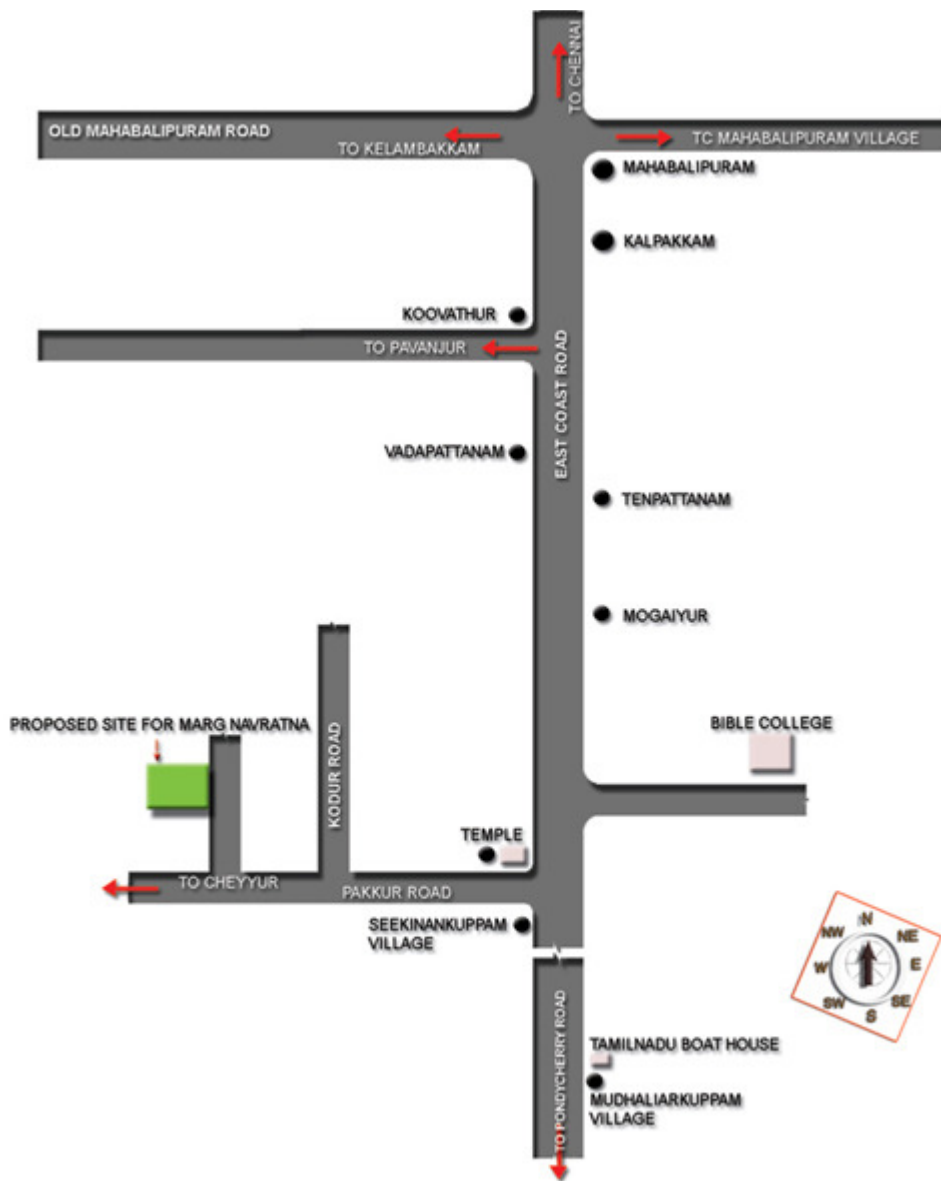 TO CHENNAI
OLD MAHABALIPURAM ROAD
TO KELAMBAKKAM
TC MAHABALIPURAM VILLAGE
MAHABALIPURAM
KALPAKKAM
KOOVATHUR
TO PAVANJUR
EAST COAST ROAD
VADAPATTANAM
TENPATTANAM
MOGAIYUR
PROPOSED SITE FOR MARG NAVRATNA
BIBLE COLLEGE
KODUR ROAD
TEMPLE
TO CHEYYUR
PAKKUR ROAD
SEEKINANKUPPAM
VILLAGE
N
NW
NE
W
E
SW
SE
S
TO PONDYCHERRY ROAD
TAMILNADU BOAT HOUSE
MUDHALIARKUPPAM
VILLAGE